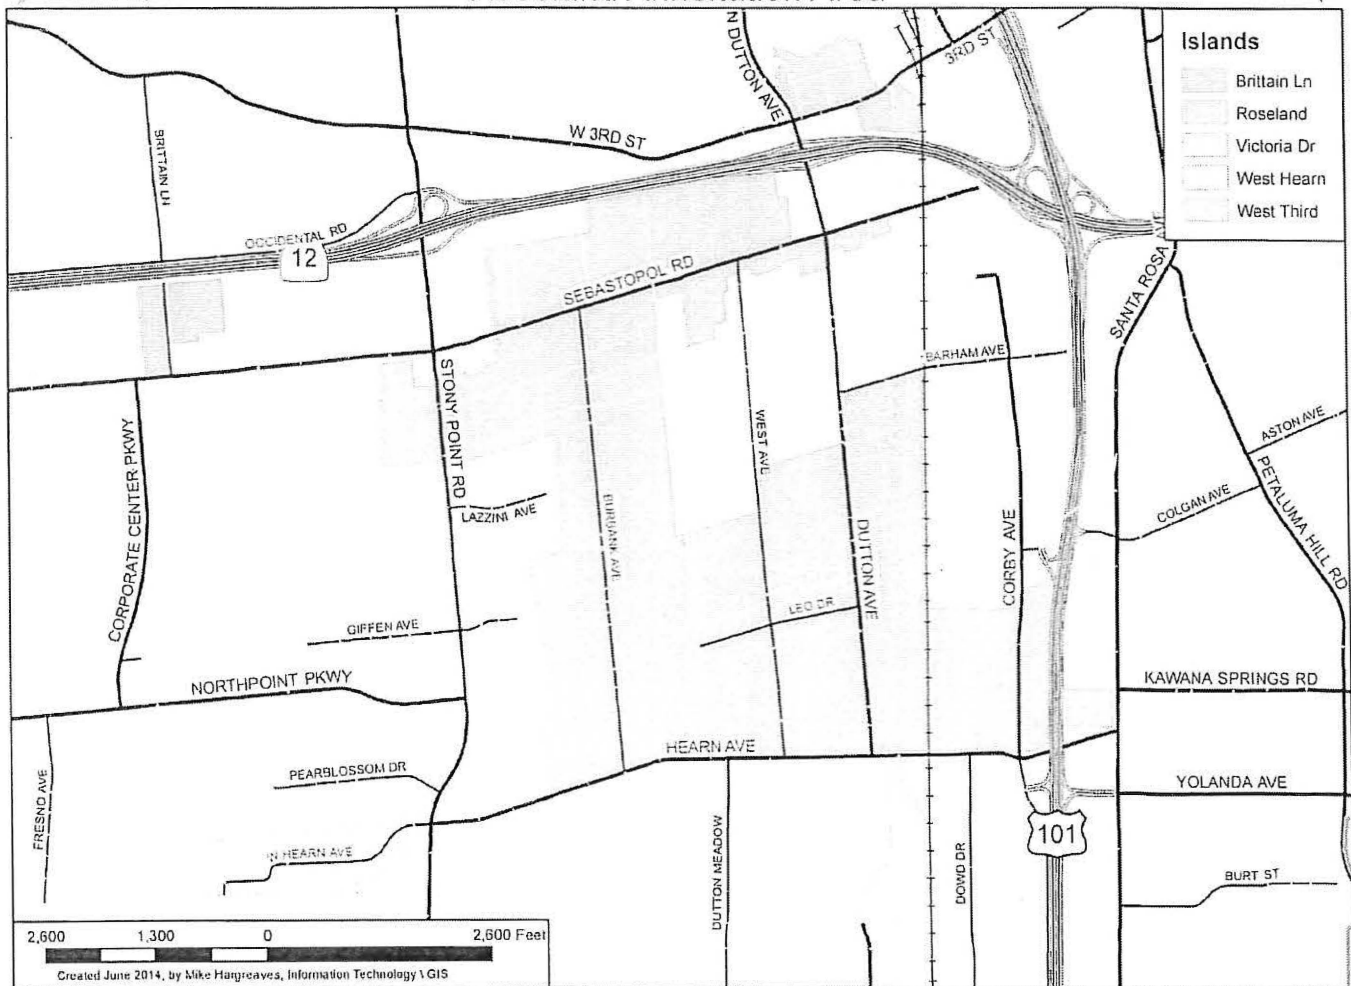 N DUTTON AVE
3RD ST
Islands
Brittain Ln
Roseland
Victoria Dr
West Hearn
West Third
W 3RD ST
BRITTAIN LN
OCCIDENTAL RD
12
SEBASTOPOL RD
SANTA ROSA AVE
BARHAM AVE
STONY POINT RD
WEST AVE
ASTON AVE
PETALUMA HILL RD
COLGAN AVE
CORPORATE CENTER PKWY
LAZZINI AVE
BURBANK AVE
DUTTON AVE
CORBY AVE
LEO DR
GIFFEN AVE
NORTHPOINT PKWY
KAWANA SPRINGS RD
HEARN AVE
PEARBLOSSOM DR
YOLANDA AVE
FRESNO AVE
101
HEARN AVE
DUTTON MEADOW
DOWD DR
BURT ST
2,600 1,300 0 2,600 Feet
Created June 2014, by Mike Hargreaves, Information Technology \ GIS